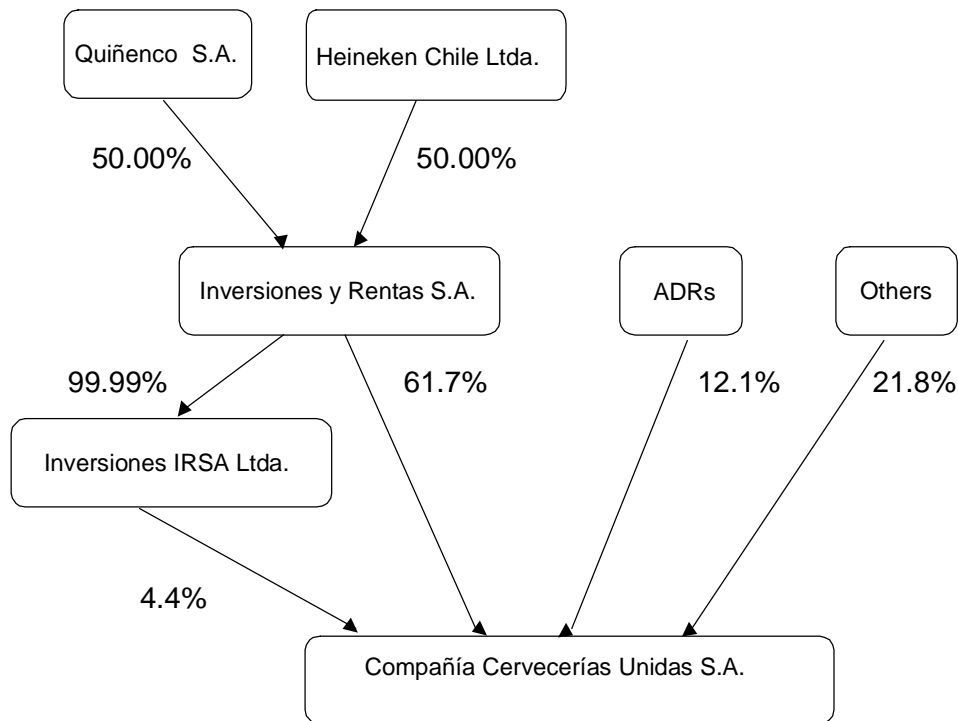 Quiñenco S.A.
Heineken Chile Ltda.
50.00%
50.00%
Inversiones y Rentas S.A.
ADRs
Others
99.99%
61.7%
12.1%
21.8%
Inversiones IRSA Ltda.
4.4%
Compañía Cervecerías Unidas S.A.